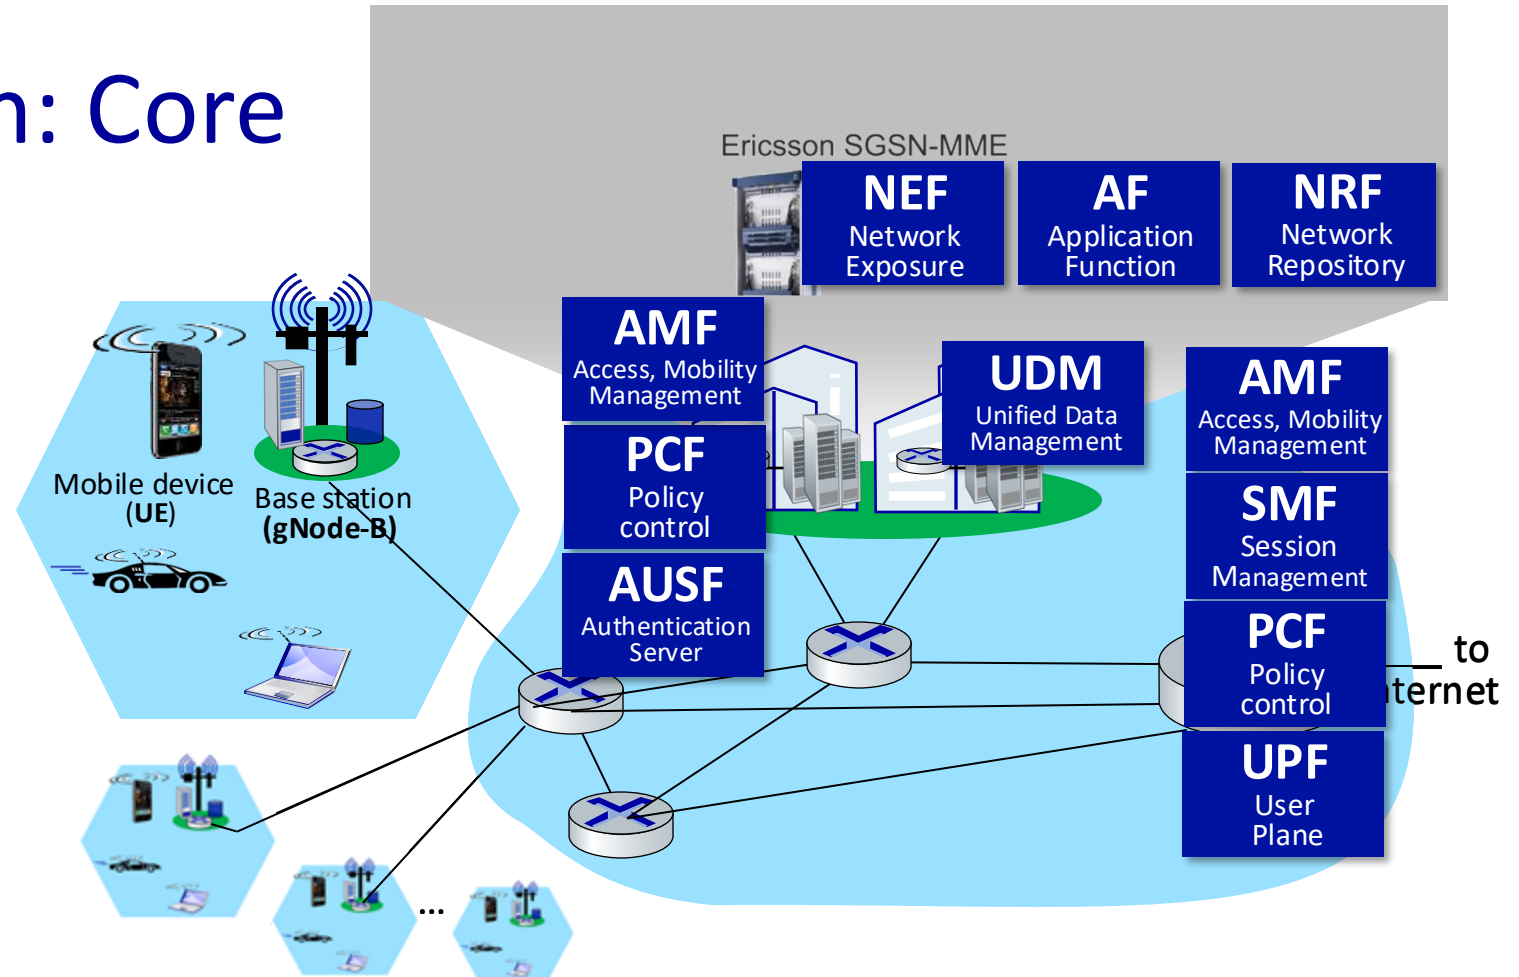 n: Core
Ericsson SGSN-MME
NEF
Network
Exposure
AF
Application
Function
NRF
Network
Repository
AMF
Access, Mobility
Management
UDM
Unified Data
Management
AMF
Access, Mobility
Management
PCF
Policy
control
SMF
Session
Management
Mobile device
(UE)
Base station
(gNode-B)
AUSF
Authentication
Server
PCF
Policy
control
to
nternet
UPF
User
Plane
...